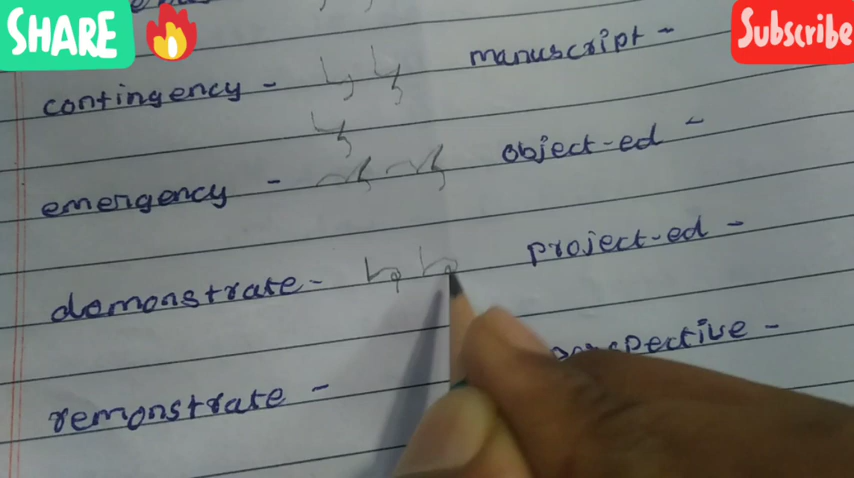 SHARE
Subscribe
contingency - manuscript -
emergency - object-ed -
demonstrate - project-ed -
remonstrate -